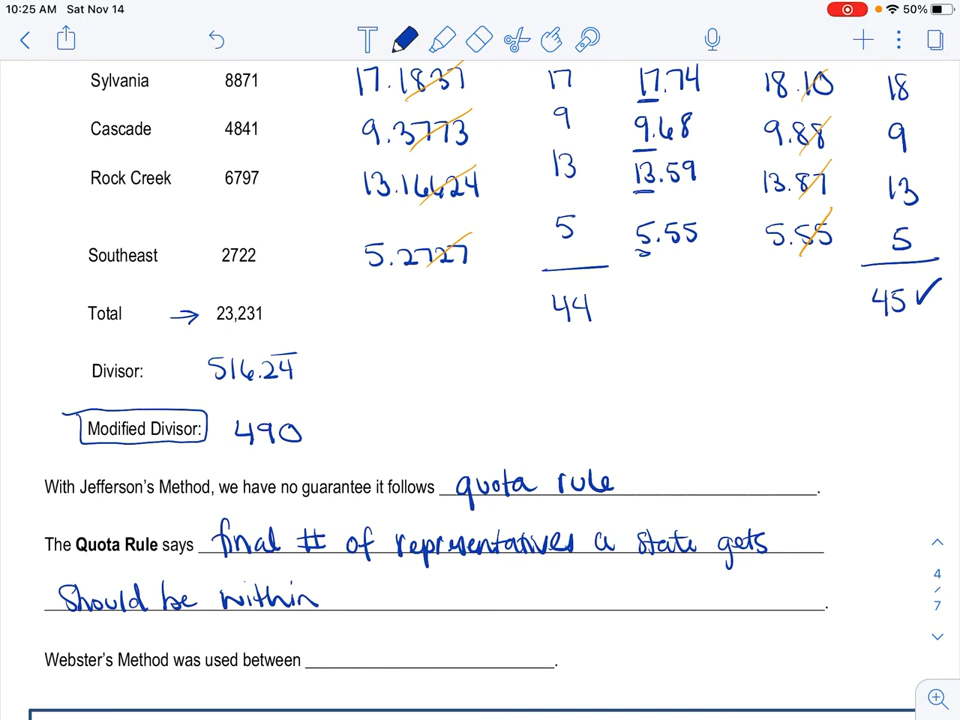 10:25 AM Sat Nov 14 50%
T
Sylvania 8871 17.1837 17 17.74 18.10 18
Cascade 4841 9.3773 9 9.68 9.88 9
Rock Creek 6797 13.16624 13 13.59 13.87 13
Southeast 2722 5.2727 5 5.55 5.55 5
Total → 23,231 44 45 ✓
Divisor: 516.24
Modified Divisor: 490
With Jefferson's Method, we have no guarantee it follows quota rule.
The Quota Rule says final # of representatives a state gets
should be within.
Webster's Method was used between ______.
4
/
7